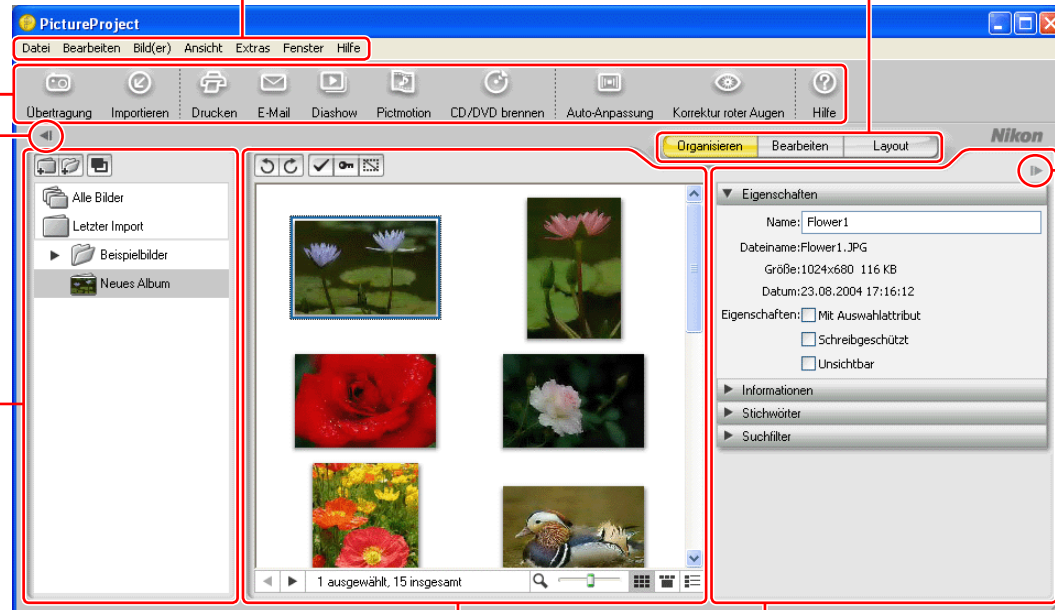 PictureProject
Datei Bearbeiten Bild(er) Ansicht Extras Fenster Hilfe
Übertragung Importieren Drucken E-Mail Diashow Pictmotion CD/DVD brennen Auto-Anpassung Korrektur roter Augen Hilfe
Organisieren Bearbeiten Layout
Nikon
Alle Bilder
Letzter Import
Beispielbilder
Neues Album
1 ausgewählt, 15 insgesamt
Eigenschaften
Name: Flower1
Dateiname:Flower1.JPG
Größe:1024x680 116 KB
Datum:23.08.2004 17:16:12
Eigenschaften: Mit Auswahlattribut
Schreibgeschützt
Unsichtbar
Informationen
Stichwörter
Suchfilter